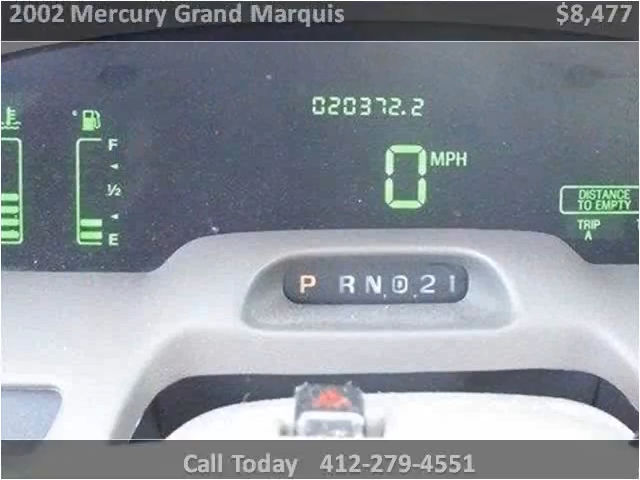 2002 Mercury Grand Marquis $8,477
020372.2
F
0 MPH
½
DISTANCE
TO EMPTY
E
TRIP
A
P R N D 2 1
Call Today 412-279-4551